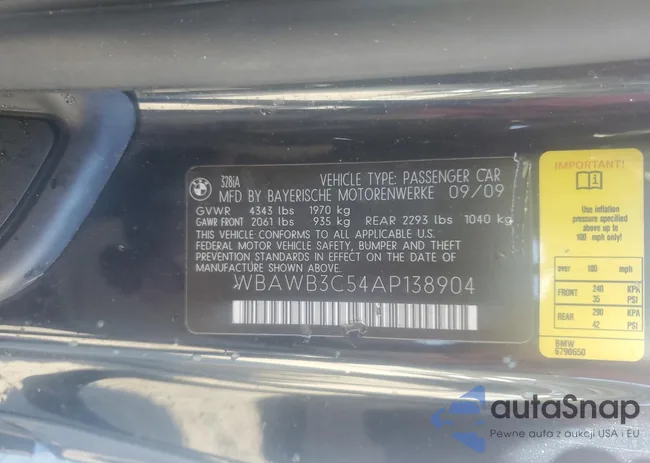 BMW
328iA
VEHICLE TYPE: PASSENGER CAR
MFD BY BAYERISCHE MOTORENWERKE 09/09
GVWR 4343 lbs 1970 kg
GAWR FRONT 2061 lbs 935 kg REAR 2293 lbs 1040 kg
THIS VEHICLE CONFORMS TO ALL APPLICABLE U.S.
FEDERAL MOTOR VEHICLE SAFETY, BUMPER AND THEFT
PREVENTION STANDARDS IN EFFECT ON THE DATE OF
MANUFACTURE SHOWN ABOVE.
WBAWB3C54AP138904
IMPORTANT!
Use inflation
pressure specified
above up to
100 mph only!
over 100 mph
FRONT 240 KPA
35 PSI
REAR 290 KPA
42 PSI
BMW
6790650
autaSnap
Pewne auta z aukcji USA i EU